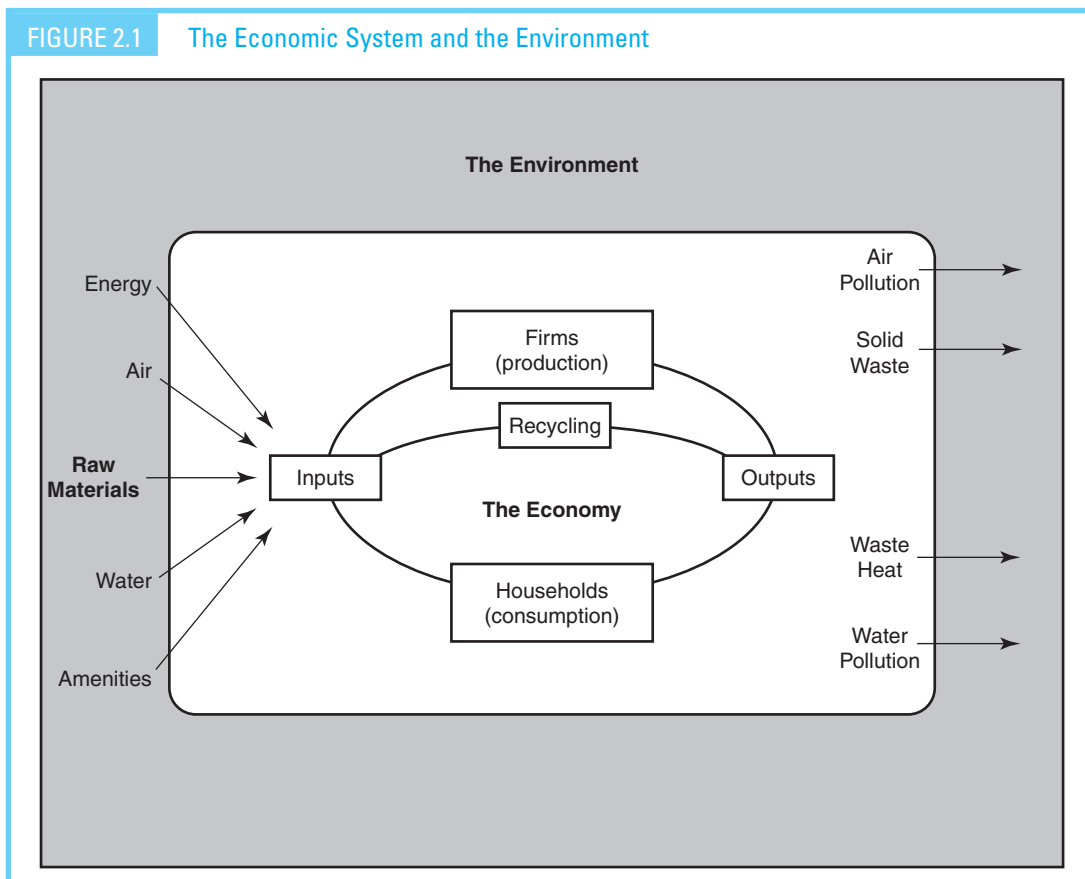 FIGURE 2.1 The Economic System and the Environment
The Environment
Energy
Air
Raw
Materials
Water
Amenities
Inputs
Firms
(production)
Recycling
The Economy
Households
(consumption)
Outputs
Air
Pollution
Solid
Waste
Waste
Heat
Water
Pollution